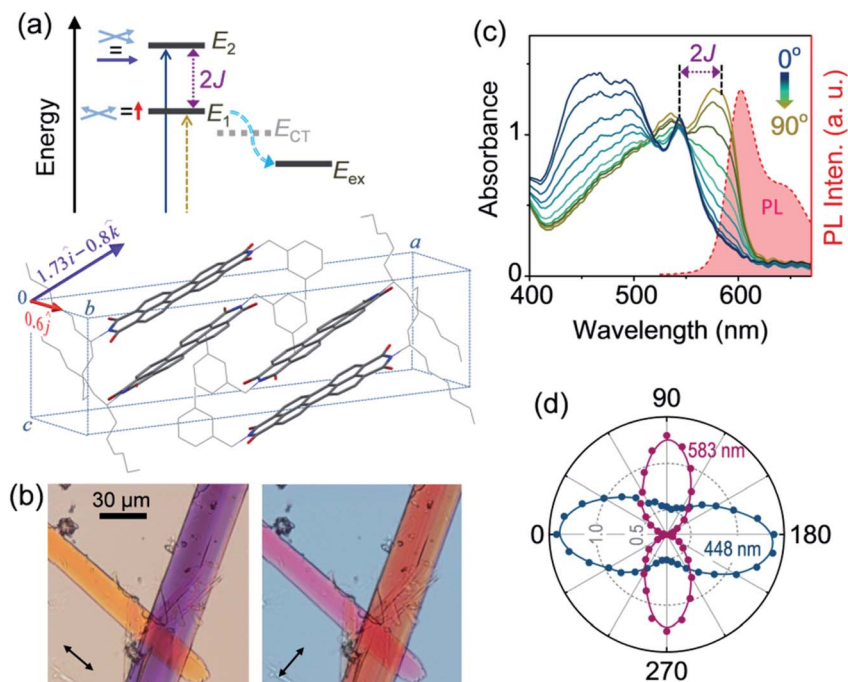 (a)
Energy
=
E2
2J
=
E1
ECT
Eex
1.73î−0.8k̂
0
0.6ĵ
a
b
c
(b)
30 µm
(c)
Absorbance
1
0
400
500
600
Wavelength (nm)
2J
0°
90°
PL
PL Inten. (a. u.)
(d)
90
583 nm
0
1.0
0.5
180
448 nm
270